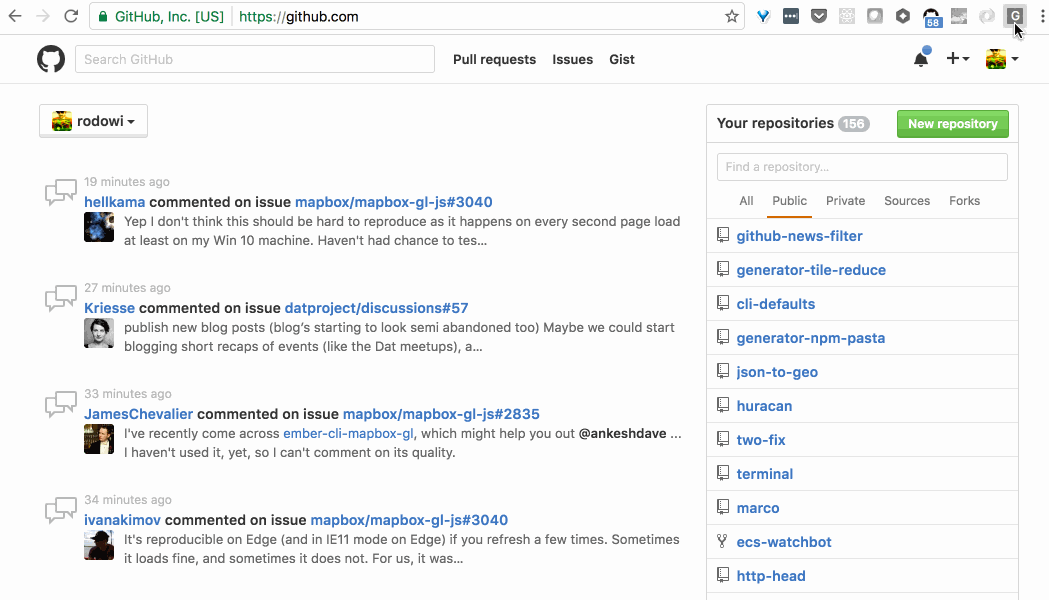 GitHub, Inc. [US] https://github.com
58
G
Search GitHub
Pull requests Issues Gist
rodowi
Your repositories 156 New repository
Find a repository...
All Public Private Sources Forks
github-news-filter
generator-tile-reduce
cli-defaults
generator-npm-pasta
json-to-geo
huracan
two-fix
terminal
marco
ecs-watchbot
http-head
19 minutes ago
hellkama commented on issue mapbox/mapbox-gl-js#3040
Yep I don't think this should be hard to reproduce as it happens on every second page load
at least on my Win 10 machine. Haven't had chance to tes...
27 minutes ago
Kriesse commented on issue datproject/discussions#57
publish new blog posts (blog’s starting to look semi abandoned too) Maybe we could start
blogging short recaps of events (like the Dat meetups), a...
33 minutes ago
JamesChevalier commented on issue mapbox/mapbox-gl-js#2835
I've recently come across ember-cli-mapbox-gl, which might help you out @ankeshdave ...
I haven't used it, yet, so I can't comment on its quality.
34 minutes ago
ivanakimov commented on issue mapbox/mapbox-gl-js#3040
It's reproducible on Edge (and in IE11 mode on Edge) if you refresh a few times. Sometimes
it loads fine, and sometimes it does not. For us, it was...